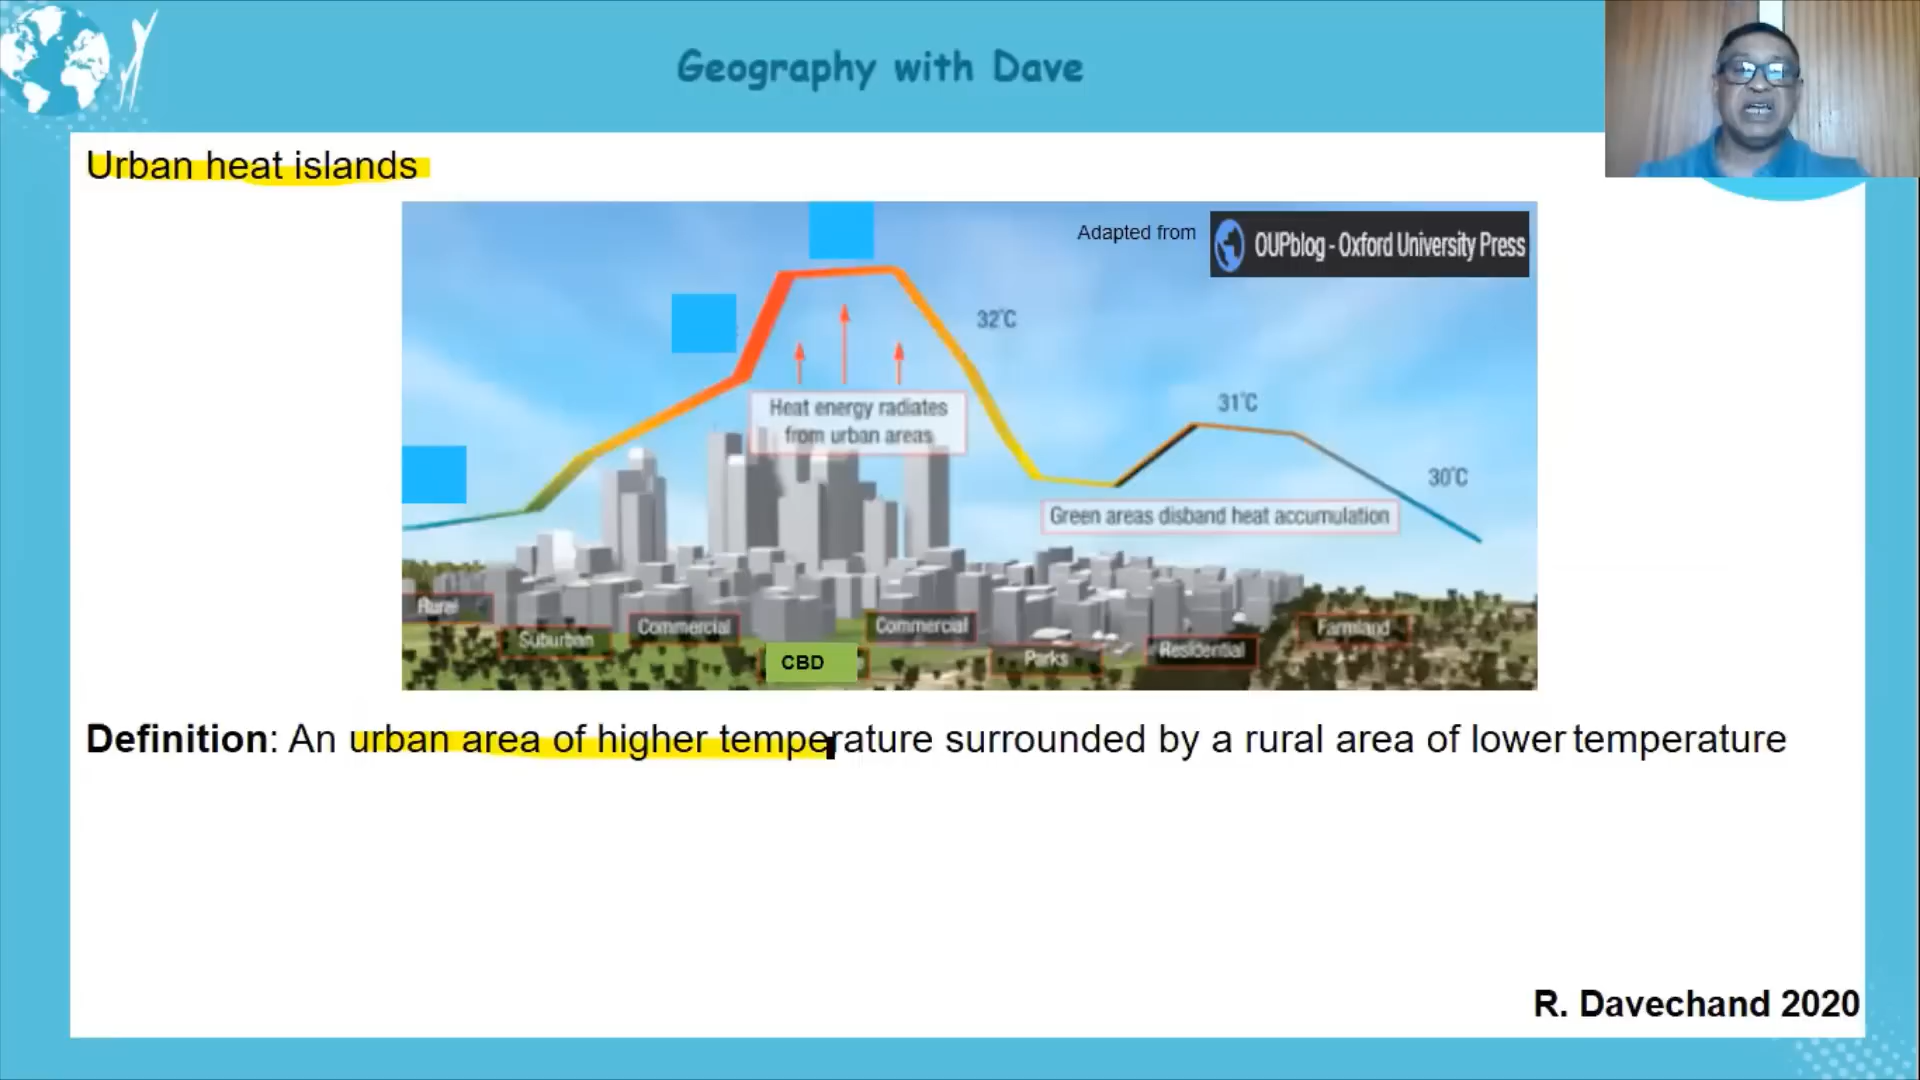 Geography with Dave
Urban heat islands
Adapted from
OUPblog - Oxford University Press
32°C
Heat energy radiates
from urban areas
31°C
30°C
Green areas disband heat accumulation
Rural
Suburban
Commercial
CBD
Commercial
Parks
Residential
Farmland
Definition: An urban area of higher temperature surrounded by a rural area of lower temperature
R. Davechand 2020